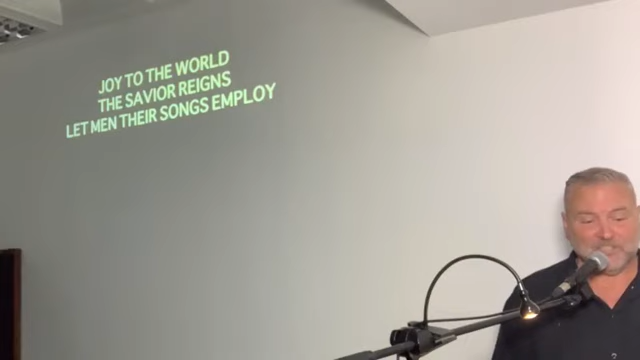 JOY TO THE WORLD
THE SAVIOR REIGNS
LET MEN THEIR SONGS EMPLOY